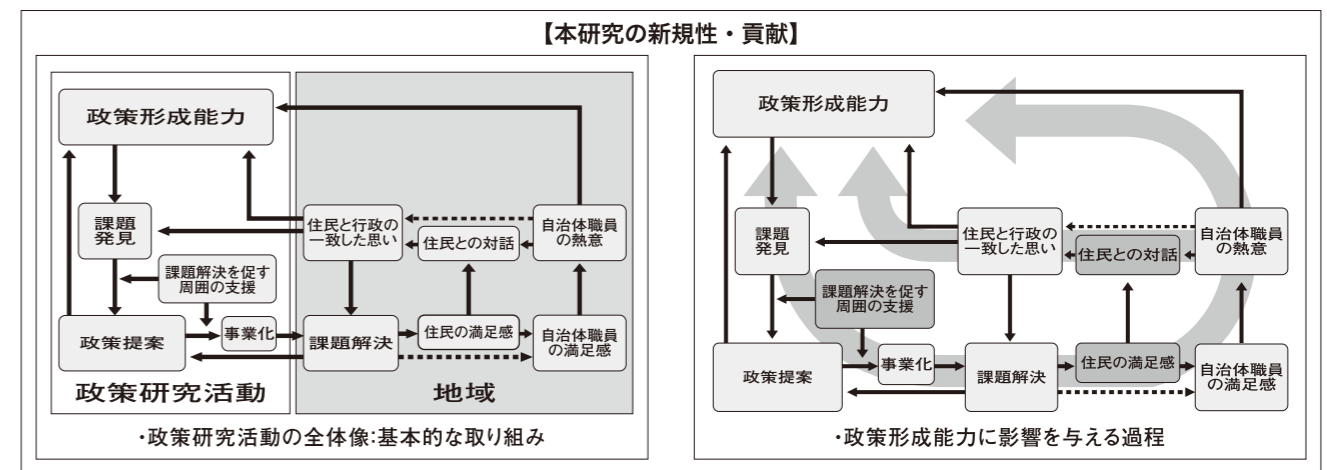 【本研究の新規性・貢献】
政策形成能力
課題
発見
住民と行政の
一致した思い
住民との対話
自治体職員
の熱意
課題解決を促す
周囲の支援
政策提案
事業化
課題解決
住民の満足感
自治体職員
の満足感
政策研究活動
地域
・政策研究活動の全体像：基本的な取り組み
政策形成能力
課題
発見
住民と行政の
一致した思い
住民との対話
自治体職員
の熱意
課題解決を促す
周囲の支援
政策提案
事業化
課題解決
住民の満足感
自治体職員
の満足感
・政策形成能力に影響を与える過程